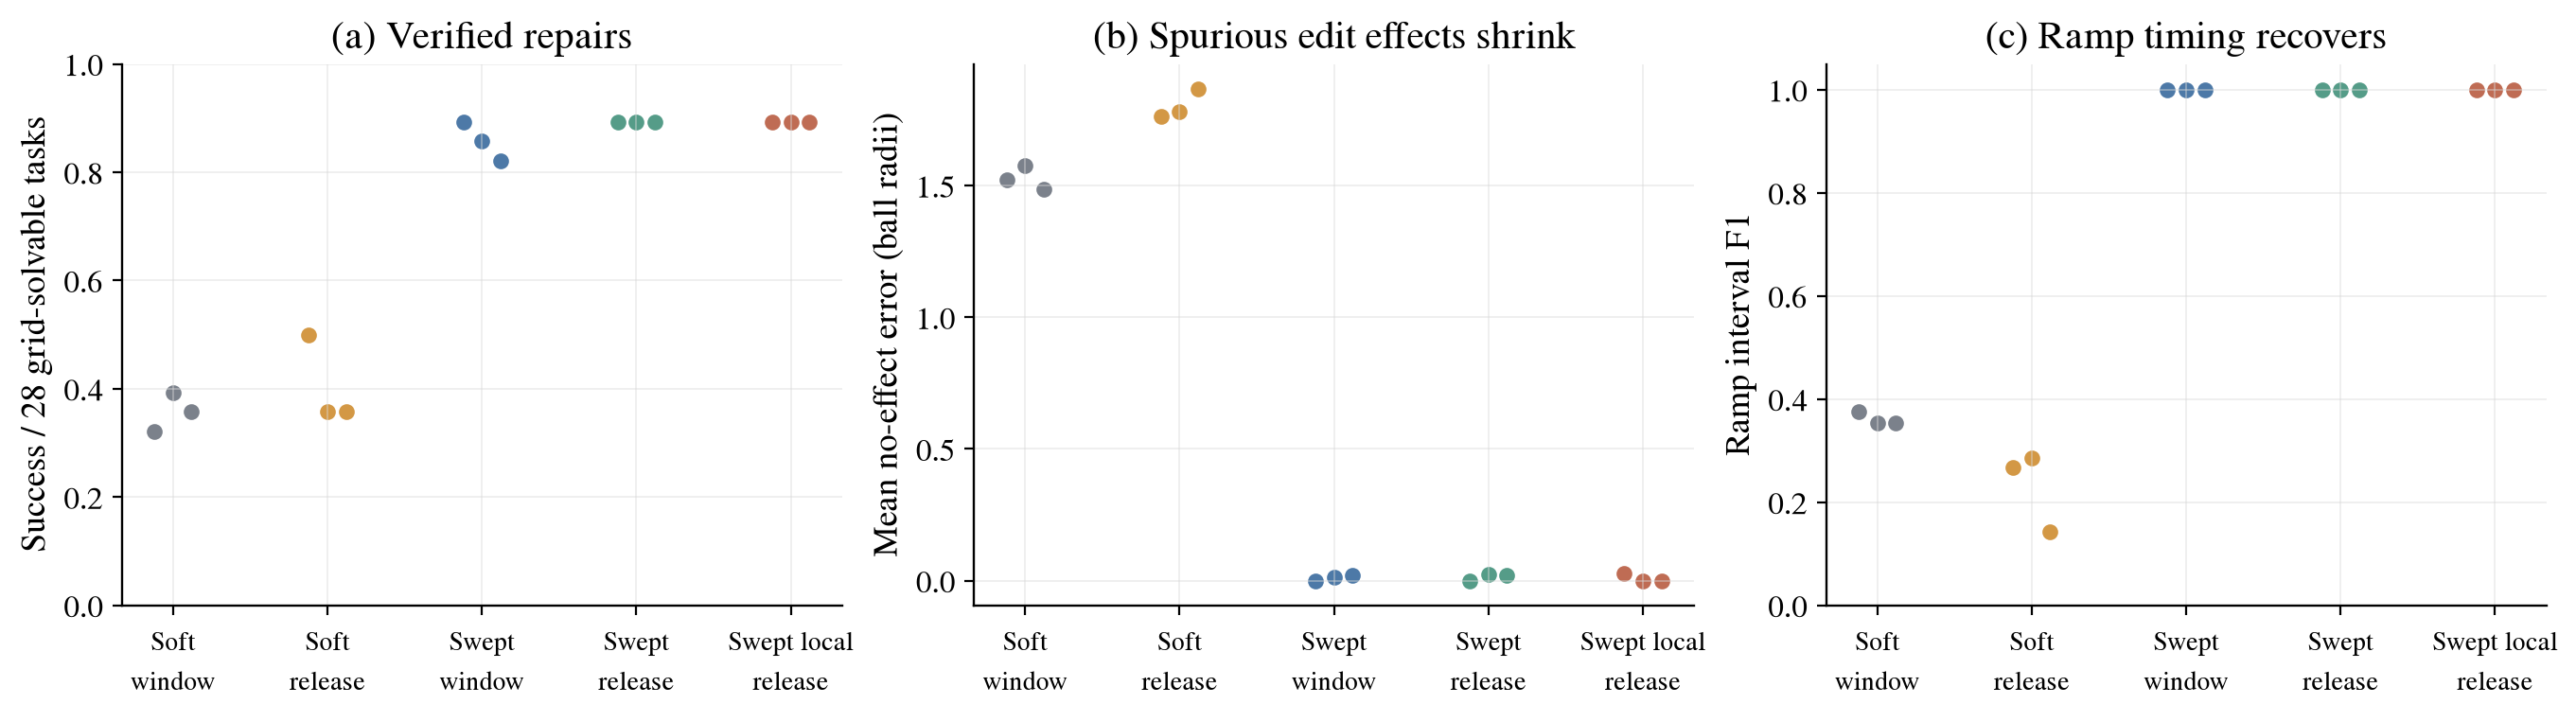 (a) Verified repairs
Success / 28 grid-solvable tasks
1.0
0.8
0.6
0.4
0.2
0.0
Soft window
Soft release
Swept window
Swept release
Swept local release
(b) Spurious edit effects shrink
Mean no-effect error (ball radii)
1.5
1.0
0.5
0.0
Soft window
Soft release
Swept window
Swept release
Swept local release
(c) Ramp timing recovers
Ramp interval F1
1.0
0.8
0.6
0.4
0.2
0.0
Soft window
Soft release
Swept window
Swept release
Swept local release